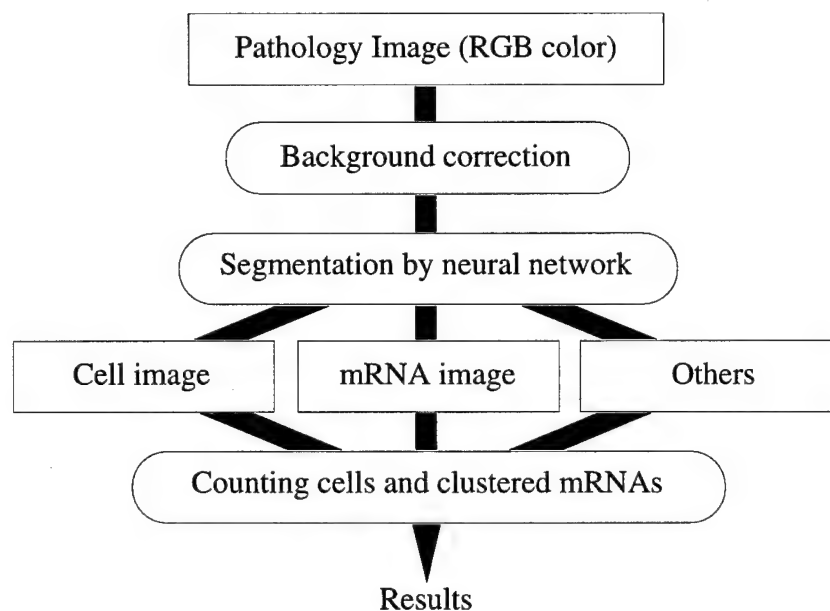 Pathology Image (RGB color)
Background correction
Segmentation by neural network
Cell image
mRNA image
Others
Counting cells and clustered mRNAs
Results